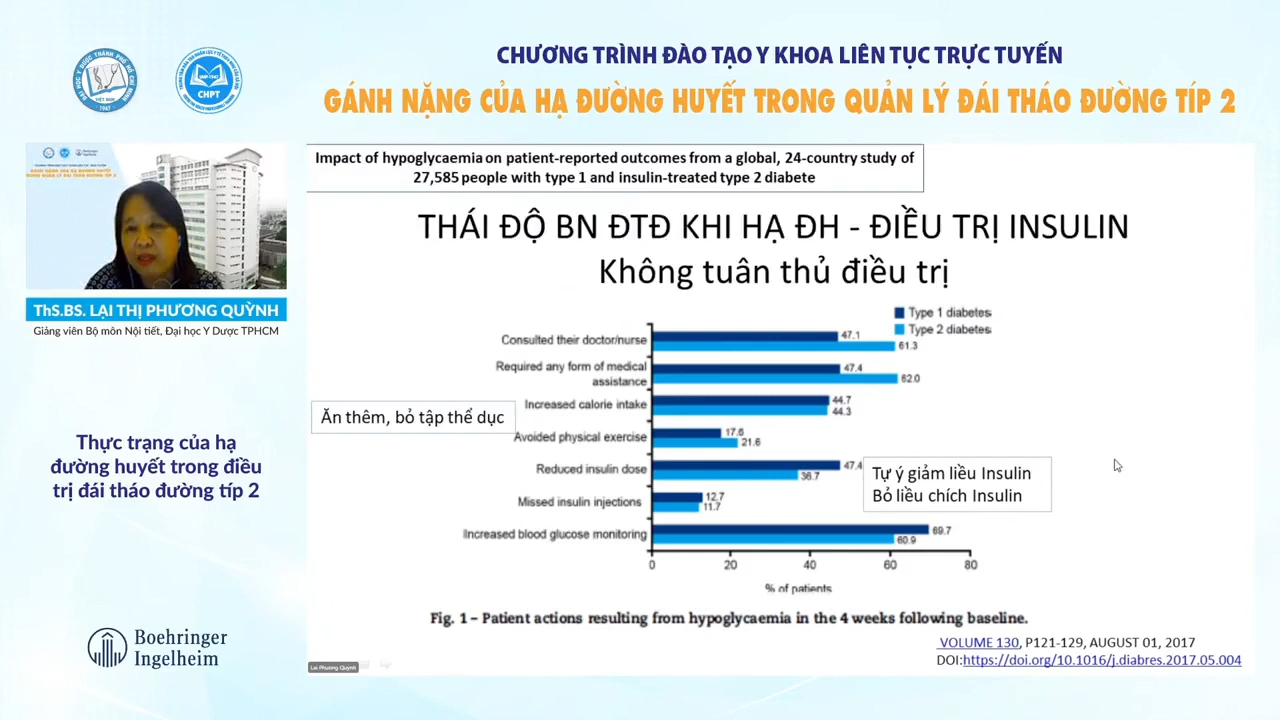 CHƯƠNG TRÌNH ĐÀO TẠO Y KHOA LIÊN TỤC TRỰC TUYẾN
GÁNH NẶNG CỦA HẠ ĐƯỜNG HUYẾT TRONG QUẢN LÝ ĐÁI THÁO ĐƯỜNG TÍP 2
CHPT
ThS.BS. LẠI THỊ PHƯƠNG QUỲNH
Giảng viên Bộ môn Nội tiết, Đại học Y Dược TPHCM
Thực trạng của hạ
đường huyết trong điều
trị đái tháo đường típ 2
Boehringer
Ingelheim
Impact of hypoglycaemia on patient-reported outcomes from a global, 24-country study of
27,585 people with type 1 and insulin-treated type 2 diabete
THÁI ĐỘ BN ĐTĐ KHI HẠ ĐH - ĐIỀU TRỊ INSULIN
Không tuân thủ điều trị
Type 1 diabetes
Type 2 diabetes
Consulted their doctor/nurse
47.1
61.3
Required any form of medical
assistance
47.4
62.0
Increased calorie intake
44.7
44.3
Ăn thêm, bỏ tập thể dục
Avoided physical exercise
17.6
21.6
Reduced insulin dose
47.4
36.7
Tự ý giảm liều Insulin
Bỏ liều chích Insulin
Missed insulin injections
12.7
11.7
Increased blood glucose monitoring
69.7
60.9
0 20 40 60 80
% of patients
Fig. 1 – Patient actions resulting from hypoglycaemia in the 4 weeks following baseline.
VOLUME 130, P121-129, AUGUST 01, 2017
DOI:https://doi.org/10.1016/j.diabres.2017.05.004
Lai Phương Quỳnh